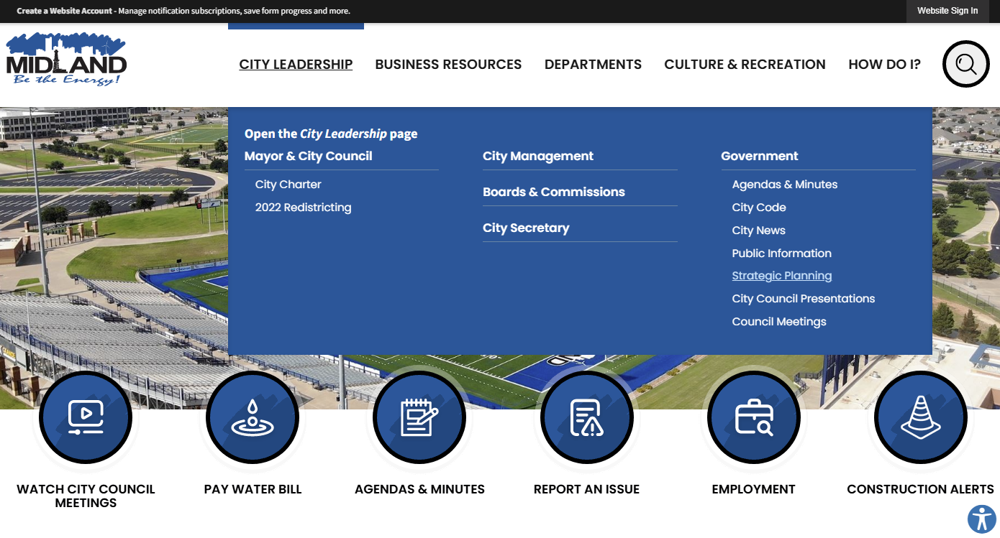 Create a Website Account - Manage notification subscriptions, save form progress and more.
Website Sign In
MIDLAND
Be the Energy!
CITY LEADERSHIP
BUSINESS RESOURCES
DEPARTMENTS
CULTURE & RECREATION
HOW DO I?
Open the City Leadership page
Mayor & City Council
City Charter
2022 Redistricting
City Management
Boards & Commissions
City Secretary
Government
Agendas & Minutes
City Code
City News
Public Information
Strategic Planning
City Council Presentations
Council Meetings
WATCH CITY COUNCIL
MEETINGS
PAY WATER BILL
AGENDAS & MINUTES
REPORT AN ISSUE
EMPLOYMENT
CONSTRUCTION ALERTS